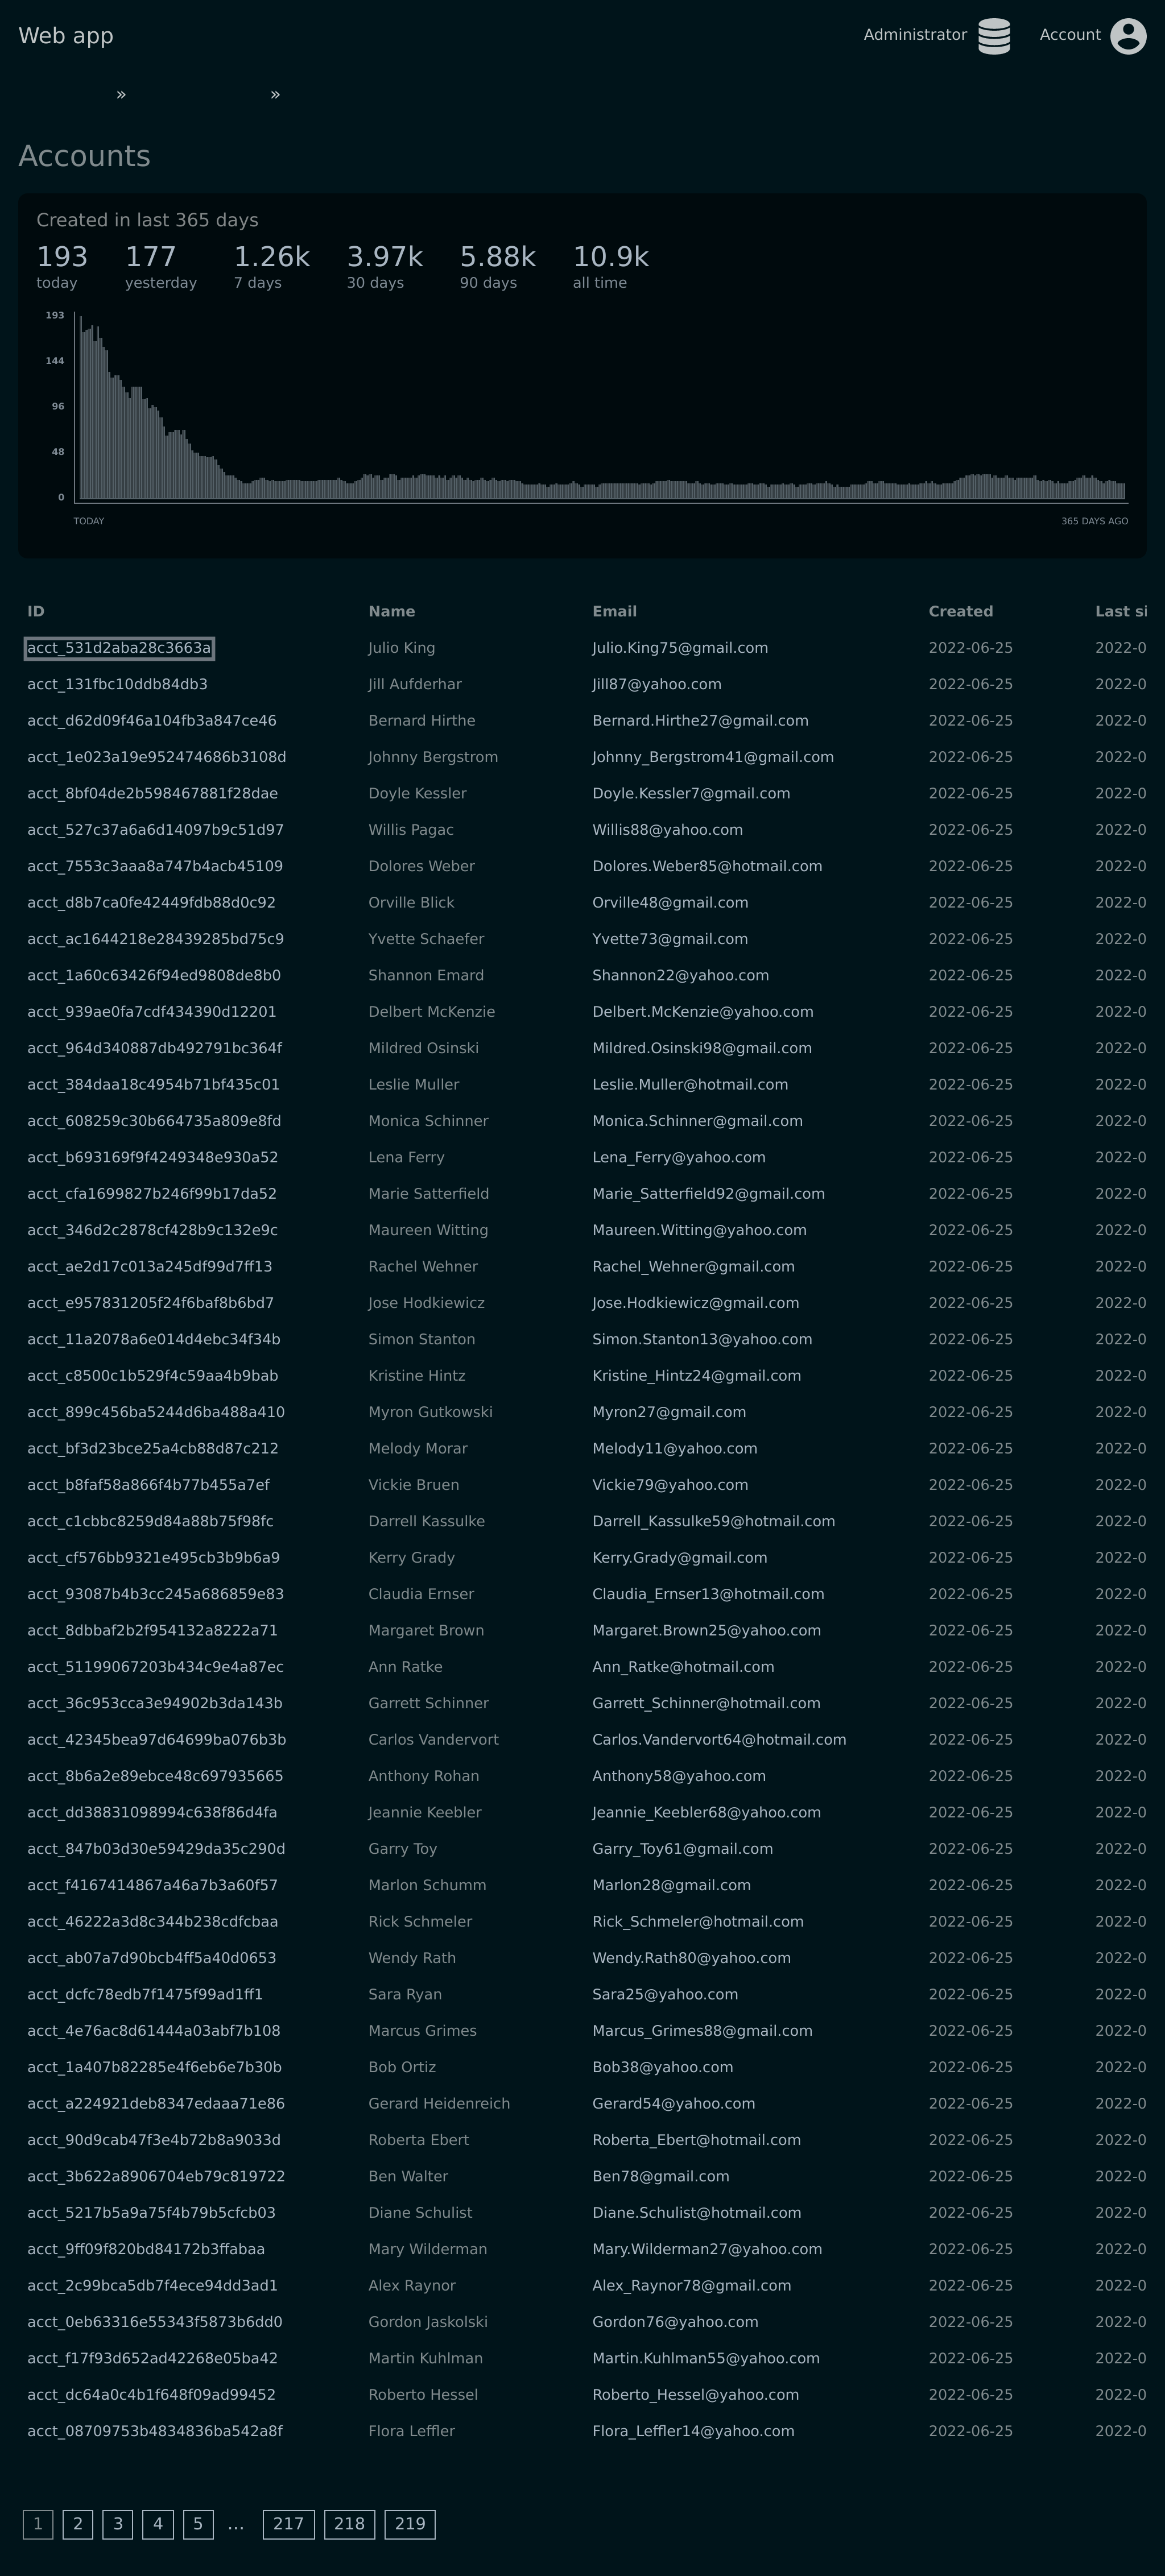 Web app
Administrator
Account
»
»
Accounts
Created in last 365 days
193 177 1.26k 3.97k 5.88k 10.9k
today yesterday 7 days 30 days 90 days all time
193
144
96
48
0
TODAY 365 DAYS AGO
ID Name Email Created Last si
acct_531d2aba28c3663a Julio King Julio.King75@gmail.com 2022-06-25 2022-0
acct_131fbc10ddb84db3 Jill Aufderhar Jill87@yahoo.com 2022-06-25 2022-0
acct_d62d09f46a104fb3a847ce46 Bernard Hirthe Bernard.Hirthe27@gmail.com 2022-06-25 2022-0
acct_1e023a19e952474686b3108d Johnny Bergstrom Johnny_Bergstrom41@gmail.com 2022-06-25 2022-0
acct_8bf04de2b598467881f28dae Doyle Kessler Doyle.Kessler7@gmail.com 2022-06-25 2022-0
acct_527c37a6a6d14097b9c51d97 Willis Pagac Willis88@yahoo.com 2022-06-25 2022-0
acct_7553c3aaa8a747b4acb45109 Dolores Weber Dolores.Weber85@hotmail.com 2022-06-25 2022-0
acct_d8b7ca0fe42449fdb88d0c92 Orville Blick Orville48@gmail.com 2022-06-25 2022-0
acct_ac1644218e28439285bd75c9 Yvette Schaefer Yvette73@gmail.com 2022-06-25 2022-0
acct_1a60c63426f94ed9808de8b0 Shannon Emard Shannon22@yahoo.com 2022-06-25 2022-0
acct_939ae0fa7cdf434390d12201 Delbert McKenzie Delbert.McKenzie@yahoo.com 2022-06-25 2022-0
acct_964d340887db492791bc364f Mildred Osinski Mildred.Osinski98@gmail.com 2022-06-25 2022-0
acct_384daa18c4954b71bf435c01 Leslie Muller Leslie.Muller@hotmail.com 2022-06-25 2022-0
acct_608259c30b664735a809e8fd Monica Schinner Monica.Schinner@gmail.com 2022-06-25 2022-0
acct_b693169f9f4249348e930a52 Lena Ferry Lena_Ferry@yahoo.com 2022-06-25 2022-0
acct_cfa1699827b246f99b17da52 Marie Satterfield Marie_Satterfield92@gmail.com 2022-06-25 2022-0
acct_346d2c2878cf428b9c132e9c Maureen Witting Maureen.Witting@yahoo.com 2022-06-25 2022-0
acct_ae2d17c013a245df99d7ff13 Rachel Wehner Rachel_Wehner@gmail.com 2022-06-25 2022-0
acct_e957831205f24f6baf8b6bd7 Jose Hodkiewicz Jose.Hodkiewicz@gmail.com 2022-06-25 2022-0
acct_11a2078a6e014d4ebc34f34b Simon Stanton Simon.Stanton13@yahoo.com 2022-06-25 2022-0
acct_c8500c1b529f4c59aa4b9bab Kristine Hintz Kristine_Hintz24@gmail.com 2022-06-25 2022-0
acct_899c456ba5244d6ba488a410 Myron Gutkowski Myron27@gmail.com 2022-06-25 2022-0
acct_bf3d23bce25a4cb88d87c212 Melody Morar Melody11@yahoo.com 2022-06-25 2022-0
acct_b8faf58a866f4b77b455a7ef Vickie Bruen Vickie79@yahoo.com 2022-06-25 2022-0
acct_c1cbbc8259d84a88b75f98fc Darrell Kassulke Darrell_Kassulke59@hotmail.com 2022-06-25 2022-0
acct_cf576bb9321e495cb3b9b6a9 Kerry Grady Kerry.Grady@gmail.com 2022-06-25 2022-0
acct_93087b4b3cc245a686859e83 Claudia Ernser Claudia_Ernser13@hotmail.com 2022-06-25 2022-0
acct_8dbbaf2b2f954132a8222a71 Margaret Brown Margaret.Brown25@yahoo.com 2022-06-25 2022-0
acct_51199067203b434c9e4a87ec Ann Ratke Ann_Ratke@hotmail.com 2022-06-25 2022-0
acct_36c953cca3e94902b3da143b Garrett Schinner Garrett_Schinner@hotmail.com 2022-06-25 2022-0
acct_42345bea97d64699ba076b3b Carlos Vandervort Carlos.Vandervort64@hotmail.com 2022-06-25 2022-0
acct_8b6a2e89ebce48c697935665 Anthony Rohan Anthony58@yahoo.com 2022-06-25 2022-0
acct_dd38831098994c638f86d4fa Jeannie Keebler Jeannie_Keebler68@yahoo.com 2022-06-25 2022-0
acct_847b03d30e59429da35c290d Garry Toy Garry_Toy61@gmail.com 2022-06-25 2022-0
acct_f4167414867a46a7b3a60f57 Marlon Schumm Marlon28@gmail.com 2022-06-25 2022-0
acct_46222a3d8c344b238cdfcbaa Rick Schmeler Rick_Schmeler@hotmail.com 2022-06-25 2022-0
acct_ab07a7d90bcb4ff5a40d0653 Wendy Rath Wendy.Rath80@yahoo.com 2022-06-25 2022-0
acct_dcfc78edb7f1475f99ad1ff1 Sara Ryan Sara25@yahoo.com 2022-06-25 2022-0
acct_4e76ac8d61444a03abf7b108 Marcus Grimes Marcus_Grimes88@gmail.com 2022-06-25 2022-0
acct_1a407b82285e4f6eb6e7b30b Bob Ortiz Bob38@yahoo.com 2022-06-25 2022-0
acct_a224921deb8347edaaa71e86 Gerard Heidenreich Gerard54@yahoo.com 2022-06-25 2022-0
acct_90d9cab47f3e4b72b8a9033d Roberta Ebert Roberta_Ebert@hotmail.com 2022-06-25 2022-0
acct_3b622a8906704eb79c819722 Ben Walter Ben78@gmail.com 2022-06-25 2022-0
acct_5217b5a9a75f4b79b5cfcb03 Diane Schulist Diane.Schulist@hotmail.com 2022-06-25 2022-0
acct_9ff09f820bd84172b3ffabaa Mary Wilderman Mary.Wilderman27@yahoo.com 2022-06-25 2022-0
acct_2c99bca5db7f4ece94dd3ad1 Alex Raynor Alex_Raynor78@gmail.com 2022-06-25 2022-0
acct_0eb63316e55343f5873b6dd0 Gordon Jaskolski Gordon76@yahoo.com 2022-06-25 2022-0
acct_f17f93d652ad42268e05ba42 Martin Kuhlman Martin.Kuhlman55@yahoo.com 2022-06-25 2022-0
acct_dc64a0c4b1f648f09ad99452 Roberto Hessel Roberto_Hessel@yahoo.com 2022-06-25 2022-0
acct_08709753b4834836ba542a8f Flora Leffler Flora_Leffler14@yahoo.com 2022-06-25 2022-0
1 2 3 4 5 ... 217 218 219